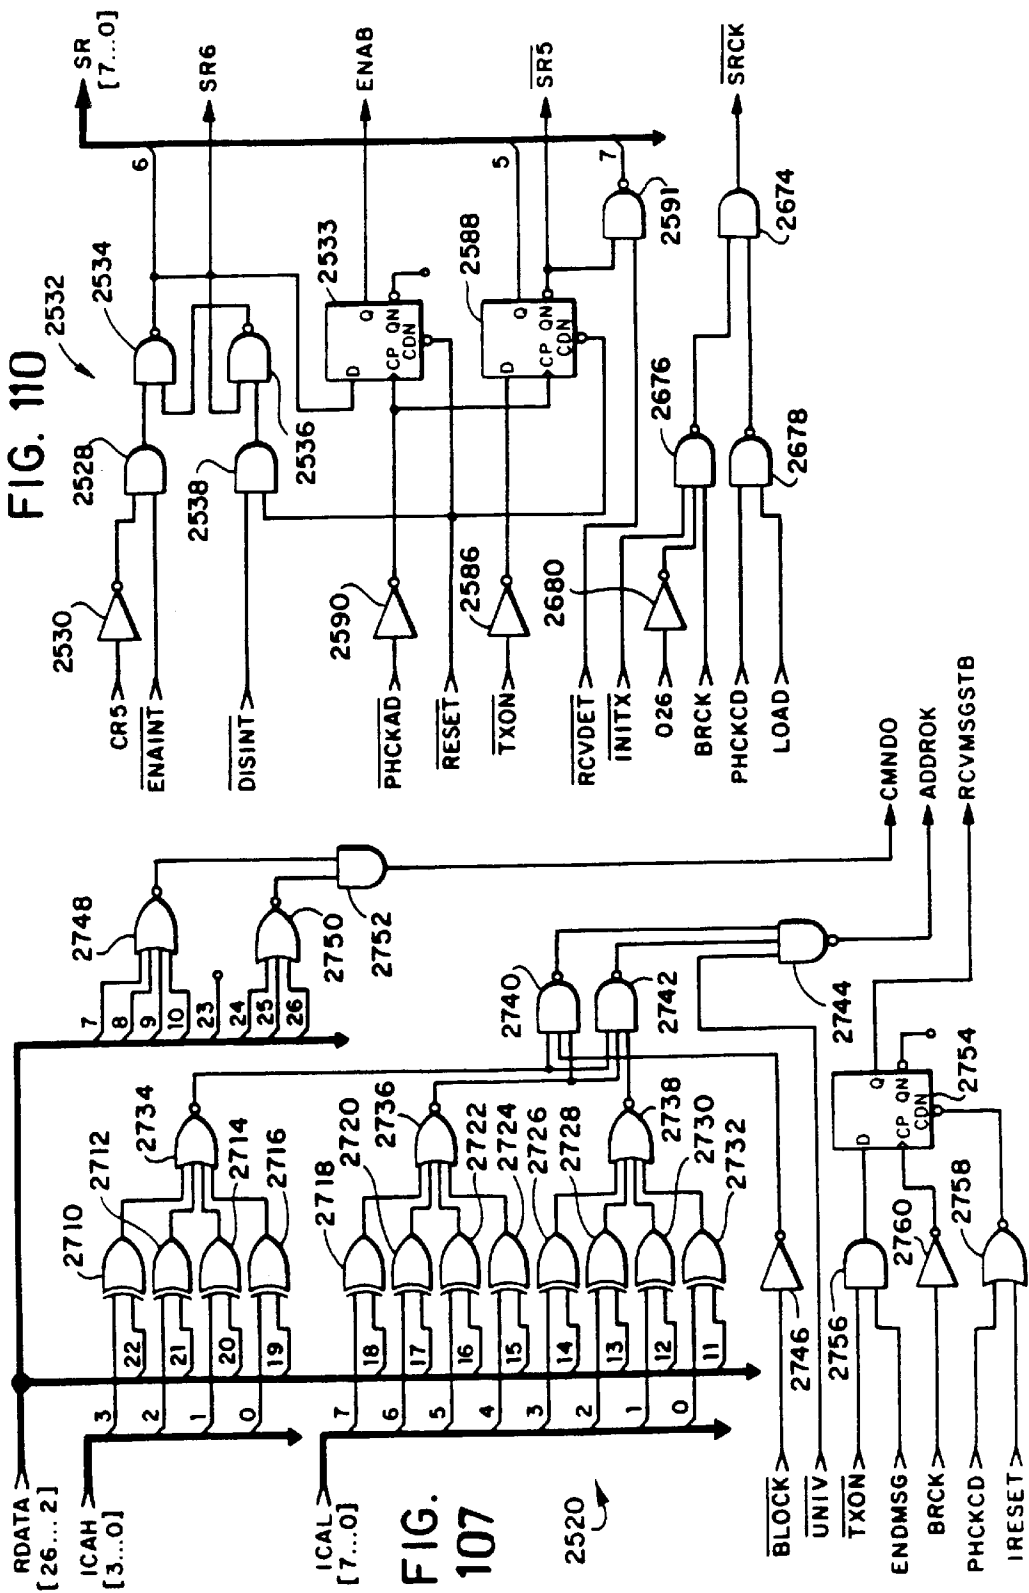 FIG. 110
2532
SR
[7...0]
SR6
ENAB
SR5
SRCK
6
5
7
2534
2533
2588
2591
2674
2528
2538
2536
2676
2678
2530
2590
2586
2680
D
Q
CP
QN
CDN
D
Q
CP
QN
CDN
CR5
ENAINT
DISINT
PHCKAD
RESET
TXON
RCVDET
INITX
026
BRCK
PHCKCD
LOAD
FIG.
107
2520
RDATA
[26...2]
ICAH
[3...0]
ICAL
[7...0]
3
2
1
0
7
6
5
4
3
2
1
0
22
21
20
19
18
17
16
15
14
13
12
11
7
8
9
10
23
24
25
26
2748
2750
2752
2710
2712
2734
2714
2716
2718
2720
2736
2722
2724
2726
2728
2738
2730
2732
2740
2742
2744
2746
2756
2760
2758
2754
D
Q
CP
QN
CDN
BLOCK
UNIV
TXON
ENDMSG
BRCK
PHCKCD
IRESET
CMNDO
ADDROK
RCVMSGSTB